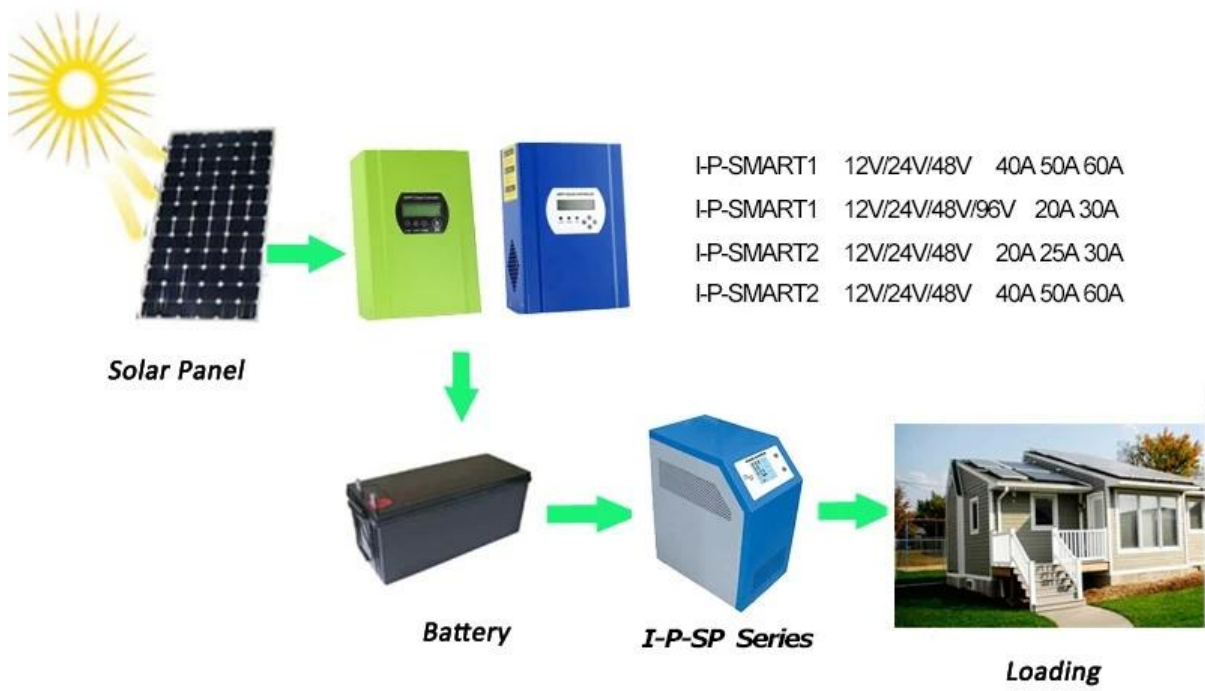 I-P-SMART1 12V/24V/48V 40A 50A 60A
I-P-SMART1 12V/24V/48V/96V 20A 30A
I-P-SMART2 12V/24V/48V 20A 25A 30A
I-P-SMART2 12V/24V/48V 40A 50A 60A
Solar Panel
Battery
I-P-SP Series
Loading